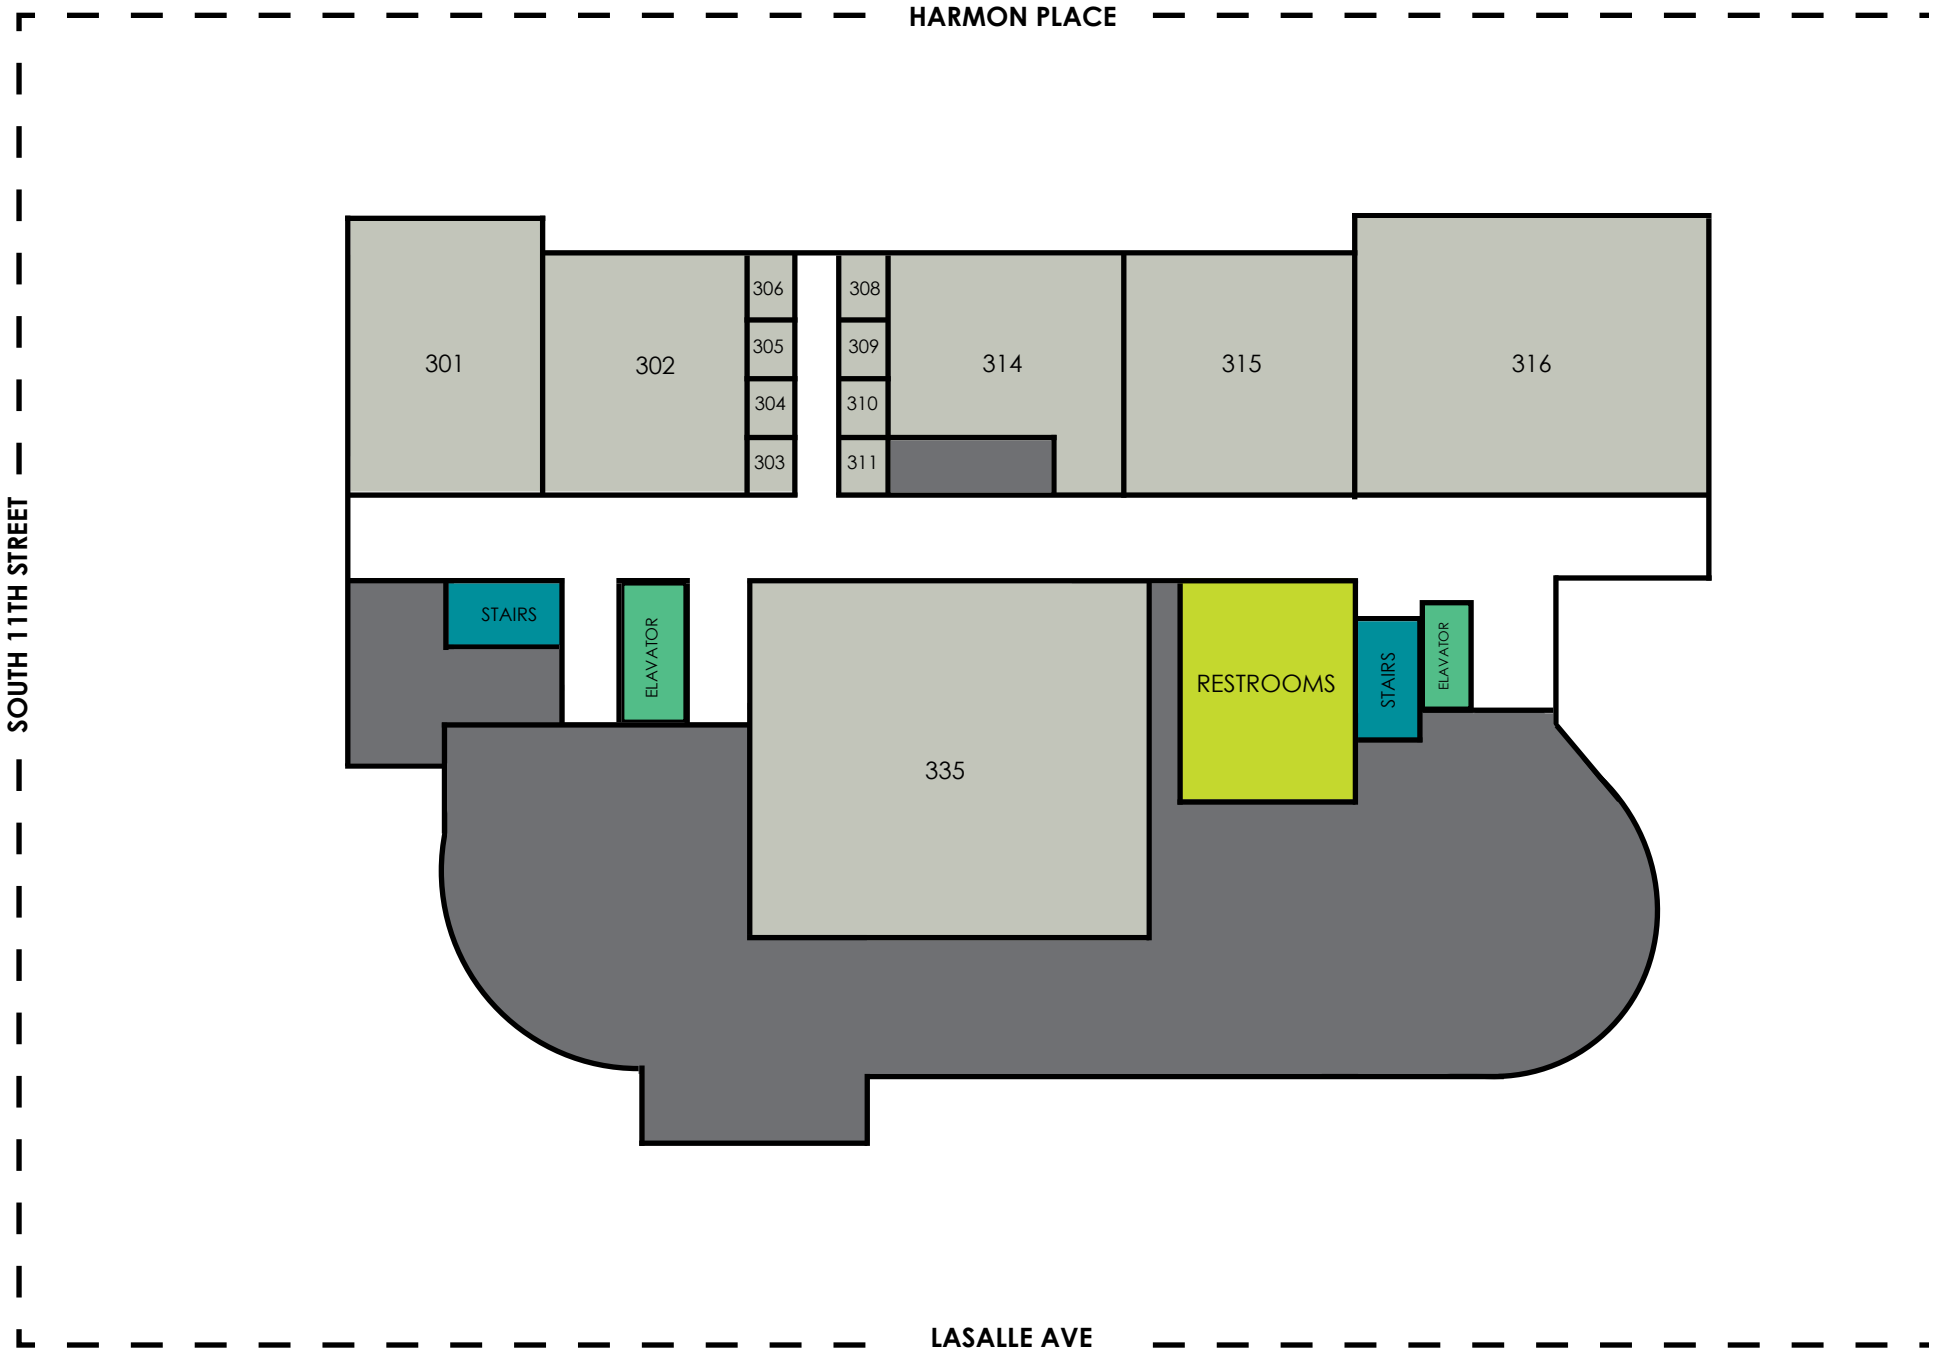 HARMON PLACE
306
308
305
309
301
302
314
315
316
304
310
303
311
SOUTH 11TH STREET
STAIRS
ELAVATOR
RESTROOMS
STAIRS
ELAVATOR
335
LASALLE AVE